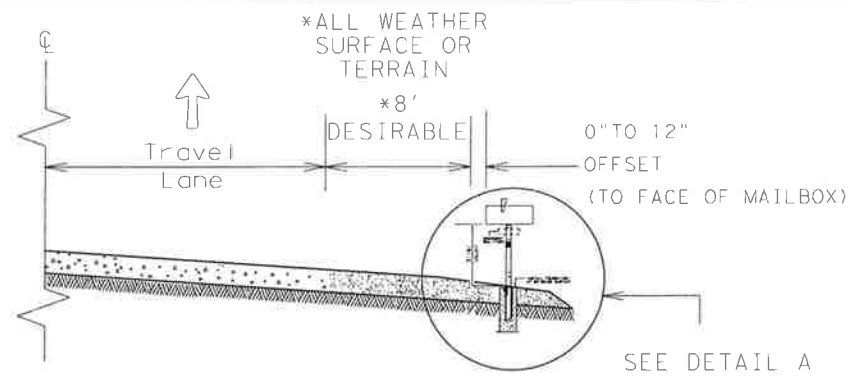 ℄
*ALL WEATHER
SURFACE OR
TERRAIN
*8'
DESIRABLE
Travel
Lane
0"TO 12"
OFFSET
(TO FACE OF MAILBOX)
SEE DETAIL A